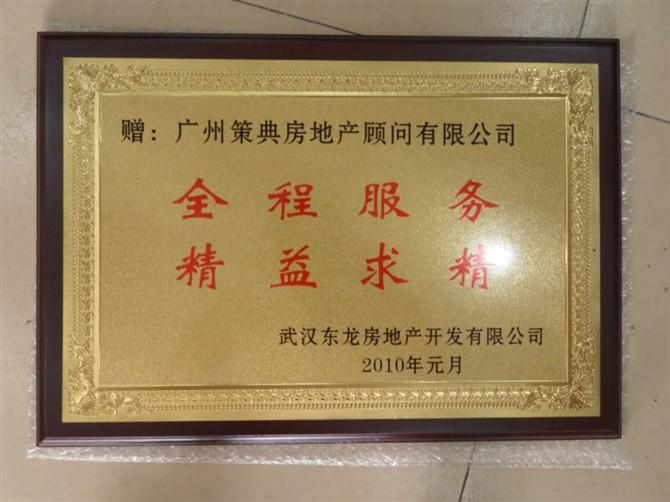 赠：广州策典房地产顾问有限公司
全程服务
精益求精
武汉东龙房地产开发有限公司
2010年元月